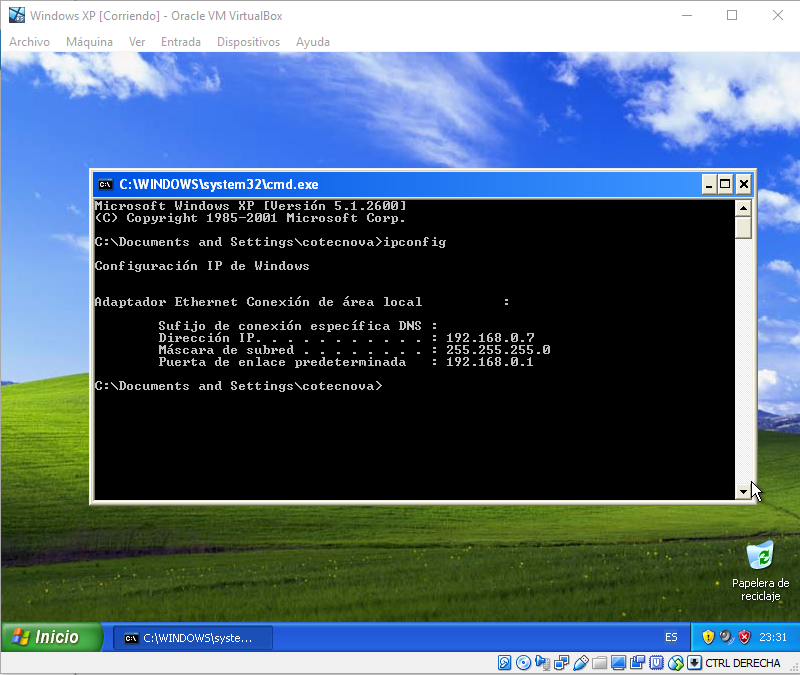 Windows XP [Corriendo] - Oracle VM VirtualBox
Archivo Máquina Ver Entrada Dispositivos Ayuda
C:\WINDOWS\system32\cmd.exe
Microsoft Windows XP [Versión 5.1.2600]
(C) Copyright 1985-2001 Microsoft Corp.
C:\Documents and Settings\cotecnova>ipconfig
Configuración IP de Windows
Adaptador Ethernet Conexión de área local          :
Sufijo de conexión específica DNS :
Dirección IP. . . . . . . . . . . : 192.168.0.7
Máscara de subred . . . . . . . . : 255.255.255.0
Puerta de enlace predeterminada   : 192.168.0.1
C:\Documents and Settings\cotecnova>
Papelera de
reciclaje
Inicio C:\WINDOWS\syste... ES 23:31
CTRL DERECHA